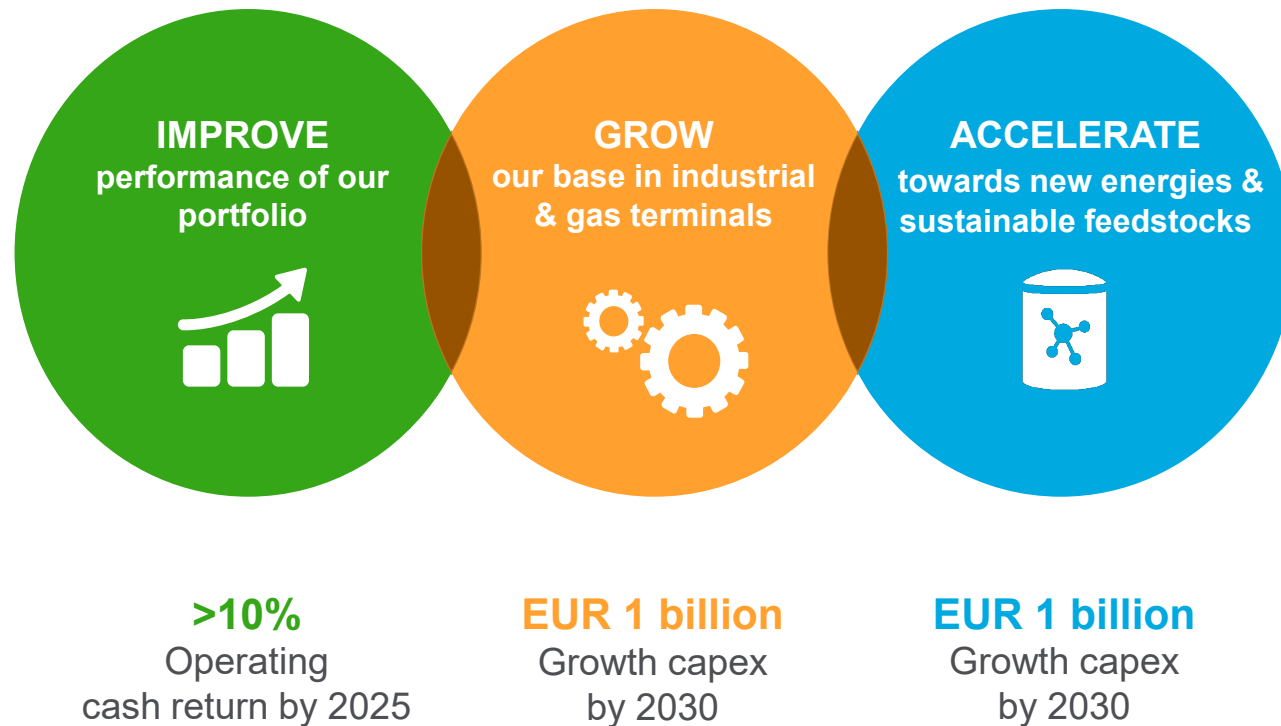 IMPROVE
performance of our
portfolio
GROW
our base in industrial
& gas terminals
ACCELERATE
towards new energies &
sustainable feedstocks
>10%
Operating
cash return by 2025
EUR 1 billion
Growth capex
by 2030
EUR 1 billion
Growth capex
by 2030